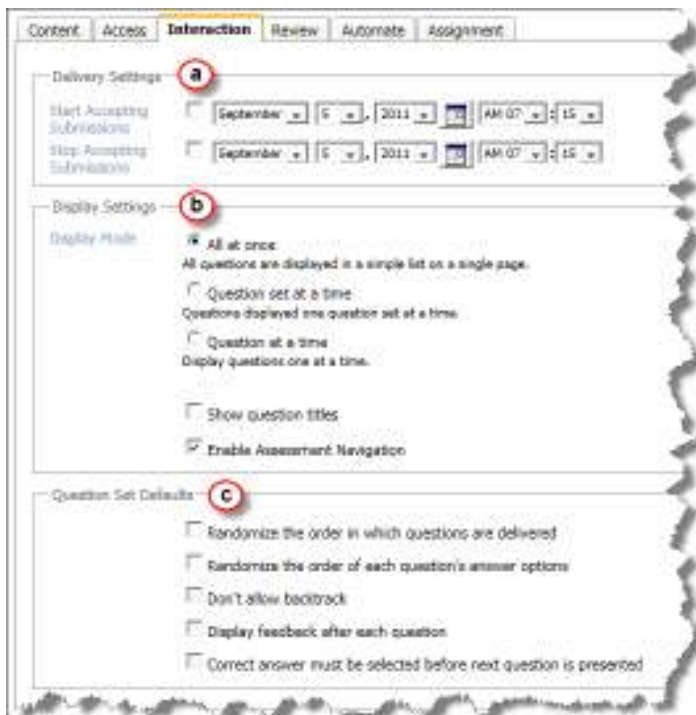 Content Access Interaction Review Automate Assignment
Delivery Settings a
Start Accepting Submissions September 5 , 2011 AM 07 : 15
Stop Accepting Submissions September 5 , 2011 AM 07 : 15
Display Settings b
Display Mode All at once
All questions are displayed in a simple list on a single page.
Question set at a time
Questions displayed one question set at a time.
Question at a time
Display questions one at a time.
Show question titles
Enable Assessment Navigation
Question Set Defaults c
Randomize the order in which questions are delivered
Randomize the order of each question's answer options
Don't allow backtrack
Display feedback after each question
Correct answer must be selected before next question is presented